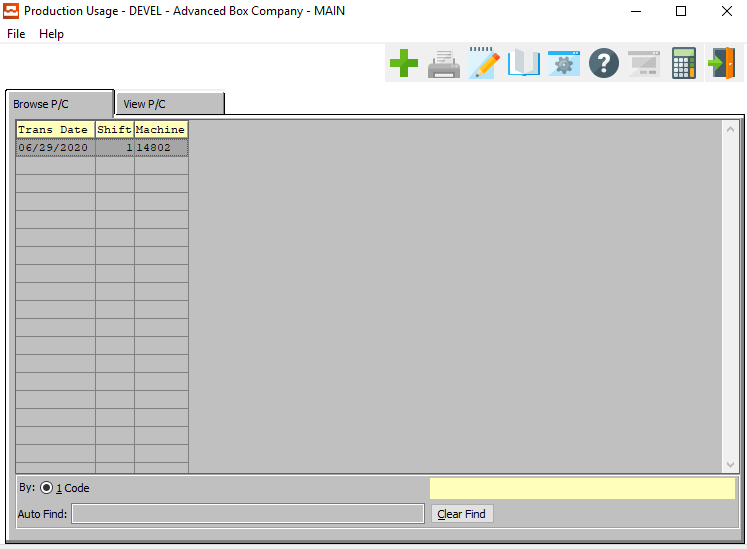 Production Usage - DEVEL - Advanced Box Company - MAIN
File Help
Browse P/C View P/C
Trans Date Shift Machine
06/29/2020 1 14802
By: 1 Code
Auto Find: Clear Find